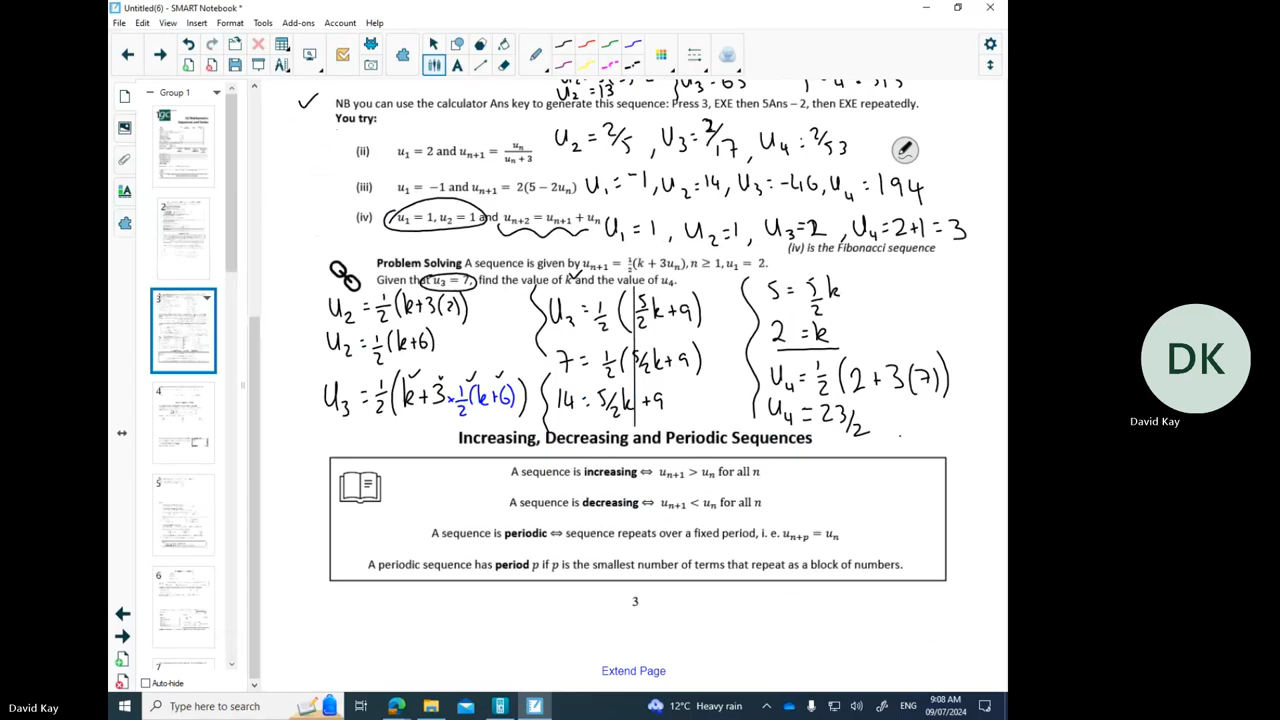 Untitled(6) - SMART Notebook *
File Edit View Insert Format Tools Add-ons Account Help
Group 1
NB you can use the calculator Ans key to generate this sequence: Press 3, EXE then 5Ans – 2, then EXE repeatedly.
You try:
(ii) u₁ = 2 and uₙ₊₁ = uₙ/(uₙ + 3) U₂ = 2/5 , U₃ = 2/17 , U₄ = 2/53
(iii) u₁ = −1 and uₙ₊₁ = 2(5 − 2uₙ) U₁ = -1, U₂ = 14, U₃ = -46, U₄ = 194
(iv) u₁ = 1, u₂ = 1 and uₙ₊₂ = uₙ₊₁ + uₙ U₁ = 1, U₂ = 1, U₃ = 2, U₄ = 2+1 = 3
(iv) is the Fibonacci sequence
Problem Solving A sequence is given by uₙ₊₁ = ½(k + 3uₙ), n ≥ 1, u₁ = 2.
Given that u₃ = 7, find the value of k and the value of u₄.
U₂ = ½(k+3(2))
U₂ = ½(k+6)
U₃ = ½(k+3×½(k+6))
U₃ = ½(5/2k+9)
7 = ½(5/2k+9)
14 = 5/2k+9
5 = 5/2k
2 = k
U₄ = ½(2+3(7))
U₄ = 23/2
Increasing, Decreasing and Periodic Sequences
A sequence is increasing ⇔ uₙ₊₁ > uₙ for all n
A sequence is decreasing ⇔ uₙ₊₁ < uₙ for all n
A sequence is periodic ⇔ sequence repeats over a fixed period, i. e. uₙ₊ₚ = uₙ
A periodic sequence has period p if p is the smallest number of terms that repeat as a block of numbers.
3
Extend Page
3
2
4
5
6
7
Auto-hide
Type here to search
12°C Heavy rain
ENG
9:08 AM
09/07/2024
DK
David Kay
David Kay